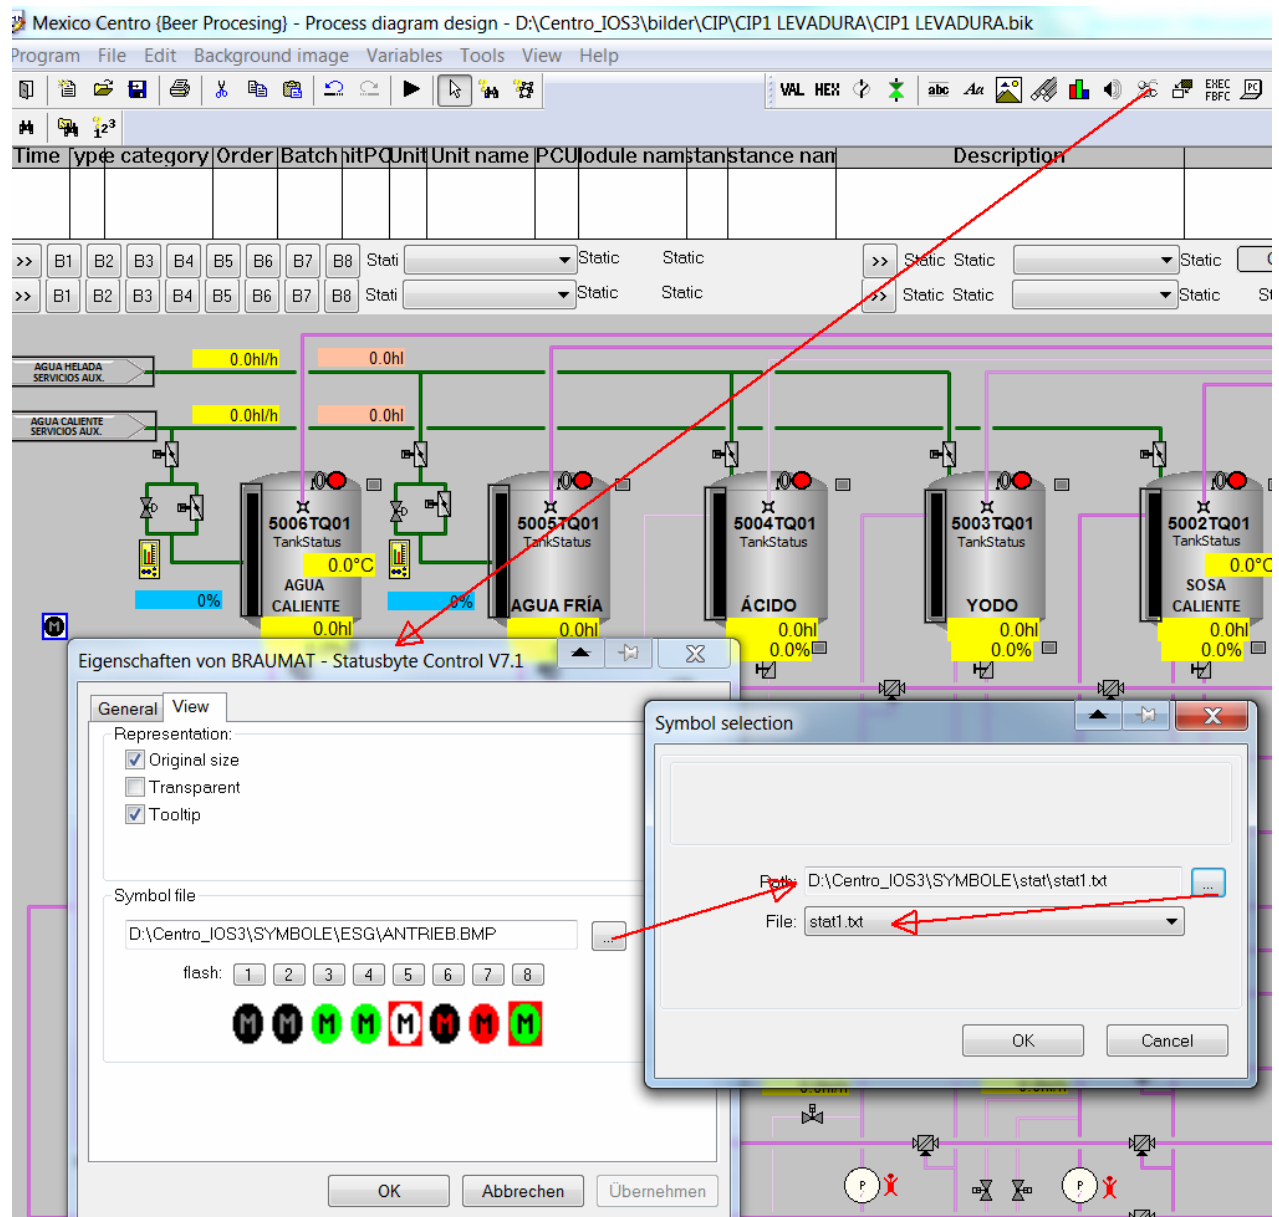 Mexico Centro {Beer Procesing} - Process diagram design - D:\Centro_IOS3\bilder\CIP\CIP1 LEVADURA\CIP1 LEVADURA.bik
Program File Edit Background image Variables Tools View Help
VAL HEX abc Aa EXEC FBFC PC
1 2 3
Time ype category Order Batch Unit Unit name PCU Description
>> B1 B2 B3 B4 B5 B6 B7 B8 Stati Static Static >> Static Static Static
>> B1 B2 B3 B4 B5 B6 B7 B8 Stati Static Static >> Static Static Static St
AGUA HELADA
SERVICIOS AUX.
0.0hl/h 0.0hl
AGUA CALIENTE
SERVICIOS AUX.
0.0hl/h 0.0hl
5006TQ01
TankStatus
0.0°C
AGUA
CALIENTE
0%
0.0hl
5005TQ01
TankStatus
AGUA FRÍA
0%
0.0hl
5004TQ01
TankStatus
ÁCIDO
0.0hl
0.0%
5003TQ01
TankStatus
YODO
0.0hl
0.0%
5002TQ01
TankStatus
0.0°C
SOSA
CALIENTE
0.0hl
0.0%
M
Eigenschaften von BRAUMAT - Statusbyte Control V7.1
General View
Representation:
Original size
Transparent
Tooltip
Symbol file
D:\Centro_IOS3\SYMBOLE\ESG\ANTRIEB.BMP ...
flash: 1 2 3 4 5 6 7 8
M M M M M M M M
OK Abbrechen Übernehmen
Symbol selection
Path: D:\Centro_IOS3\SYMBOLE\stat\stat1.txt ...
File: stat1.txt
OK Cancel
P P